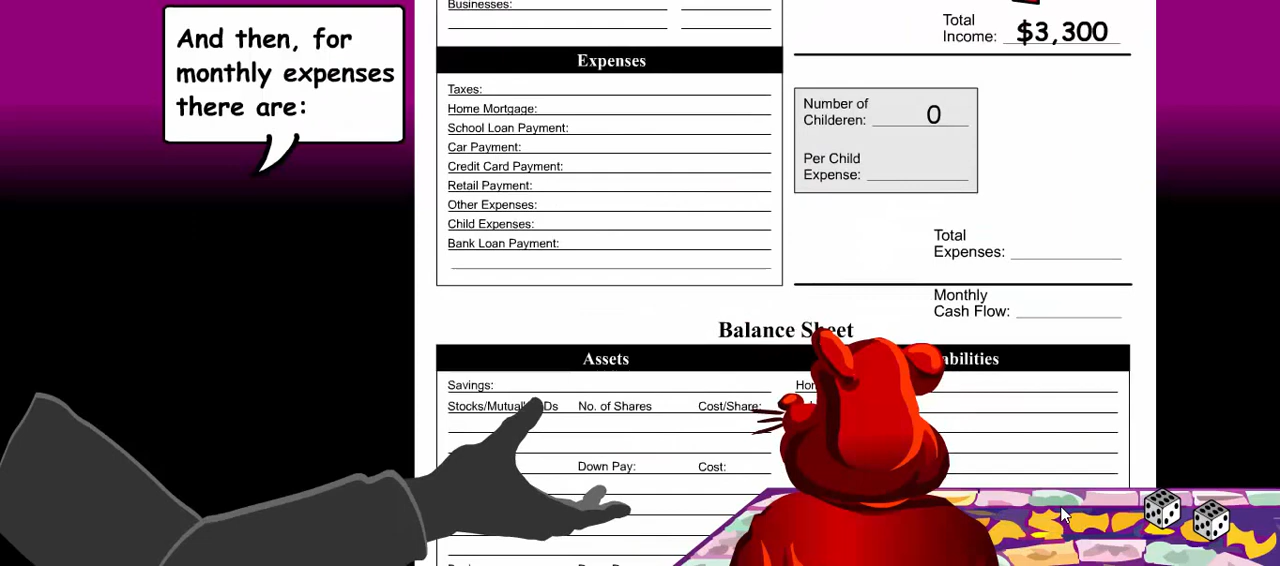 And then, for
monthly expenses
there are:
Businesses:
Total
Income: $3,300
Expenses
Taxes:
Home Mortgage:
School Loan Payment:
Car Payment:
Credit Card Payment:
Retail Payment:
Other Expenses:
Child Expenses:
Bank Loan Payment:
Number of
Childeren: 0
Per Child
Expense:
Total
Expenses:
Monthly
Cash Flow:
Balance Sheet
Assets
Savings:
Stocks/Mutual No. of Shares Cost/Share:
Down Pay: Cost: